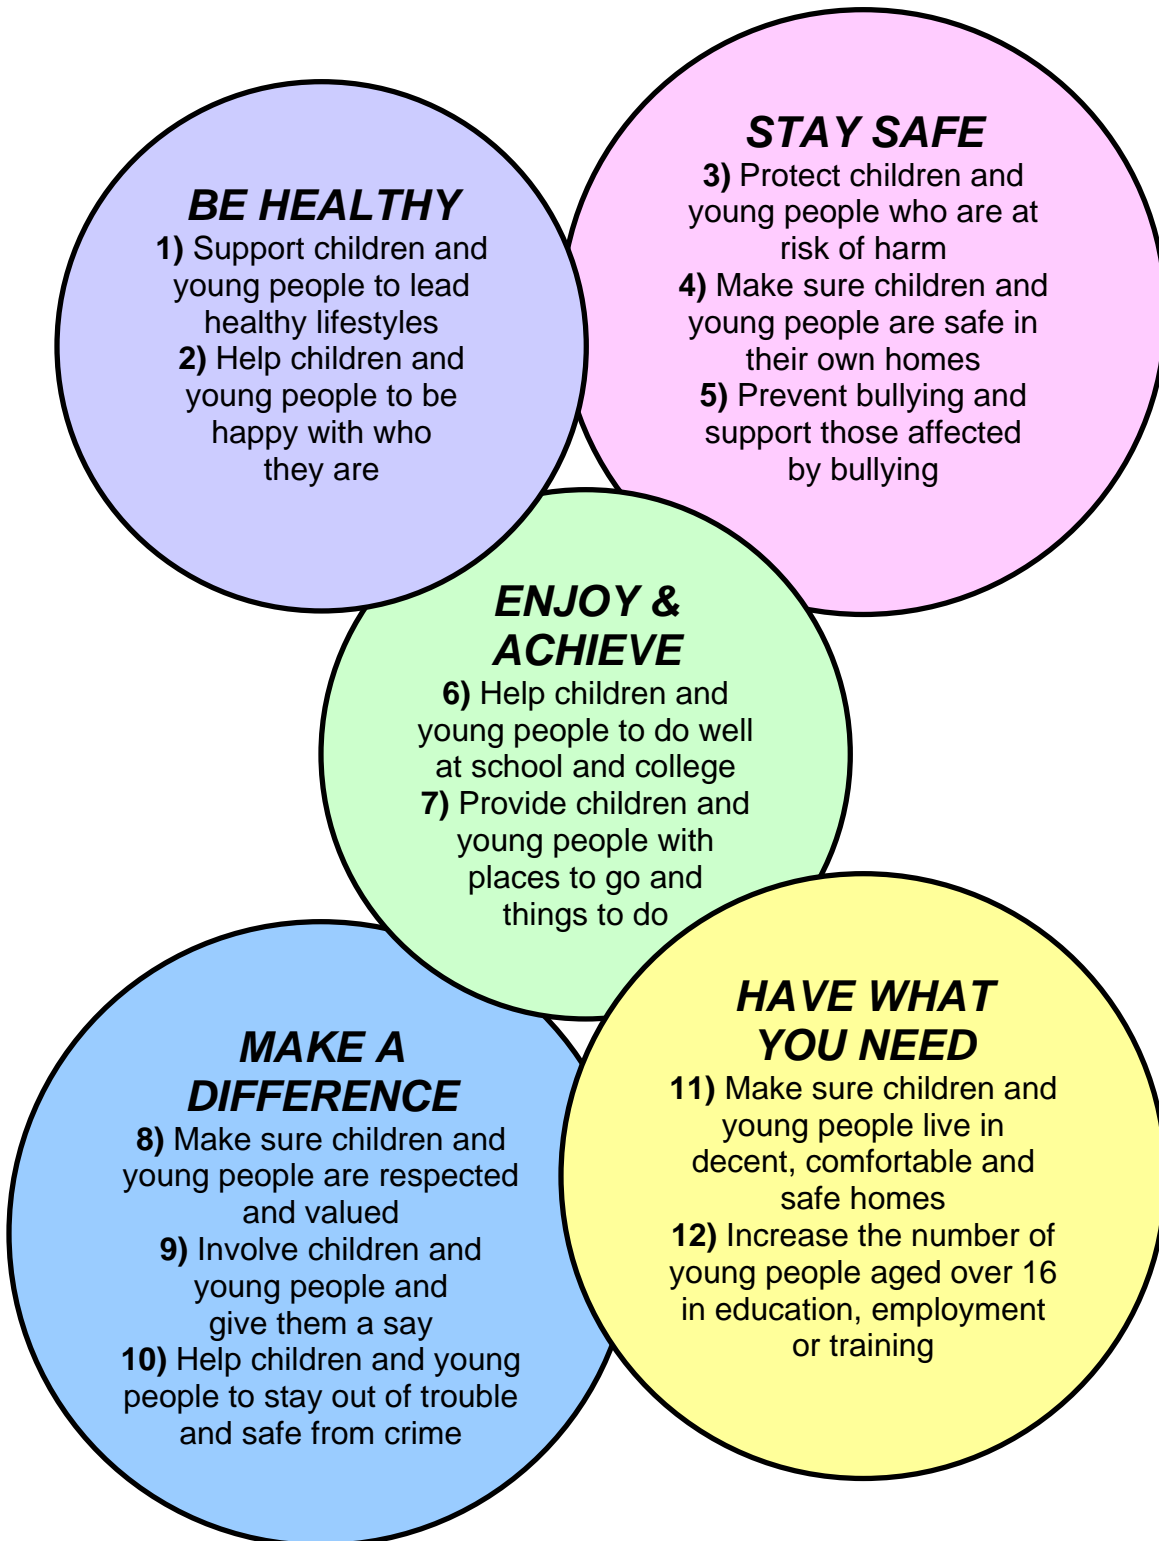 BE HEALTHY
1) Support children and
young people to lead
healthy lifestyles
2) Help children and
young people to be
happy with who
they are
STAY SAFE
3) Protect children and
young people who are at
risk of harm
4) Make sure children and
young people are safe in
their own homes
5) Prevent bullying and
support those affected
by bullying
ENJOY &
ACHIEVE
6) Help children and
young people to do well
at school and college
7) Provide children and
young people with
places to go and
things to do
MAKE A
DIFFERENCE
8) Make sure children and
young people are respected
and valued
9) Involve children and
young people and
give them a say
10) Help children and young
people to stay out of trouble
and safe from crime
HAVE WHAT
YOU NEED
11) Make sure children and
young people live in
decent, comfortable and
safe homes
12) Increase the number of
young people aged over 16
in education, employment
or training